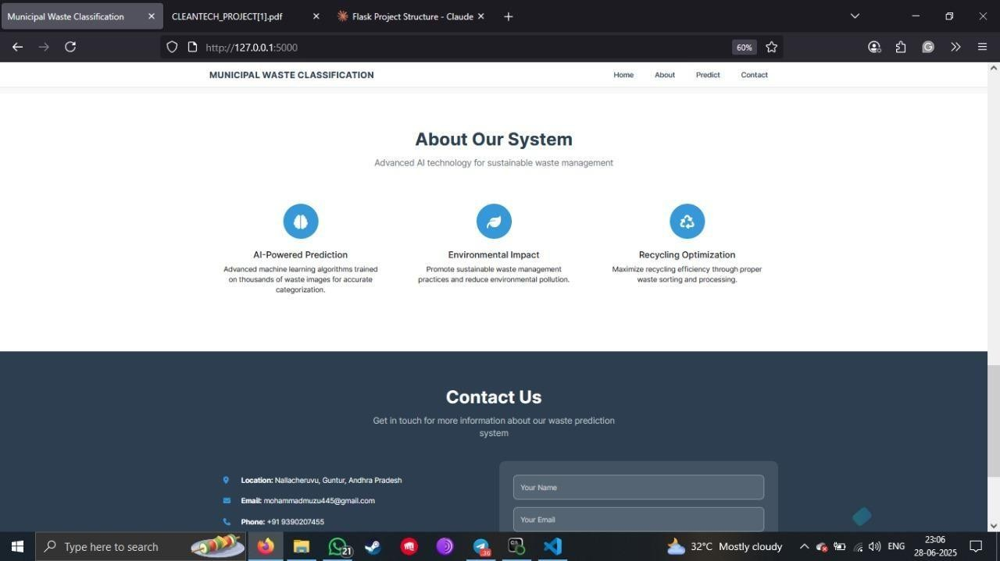 Municipal Waste Classification
CLEANTECH_PROJECT[1].pdf
Flask Project Structure - Claude
http://127.0.0.1:5000
60%
MUNICIPAL WASTE CLASSIFICATION
Home
About
Predict
Contact
About Our System
Advanced AI technology for sustainable waste management
AI-Powered Prediction
Advanced machine learning algorithms trained
on thousands of waste images for accurate
categorization.
Environmental Impact
Promote sustainable waste management
practices and reduce environmental pollution.
Recycling Optimization
Maximize recycling efficiency through proper
waste sorting and processing.
Contact Us
Get in touch for more information about our waste prediction
system
Location: Nallacheruvu, Guntur, Andhra Pradesh
Email: mohammadmuzu445@gmail.com
Phone: +91 9390207455
Your Name
Your Email
Type here to search
21
36
32°C Mostly cloudy
ENG
23:06
28-06-2025